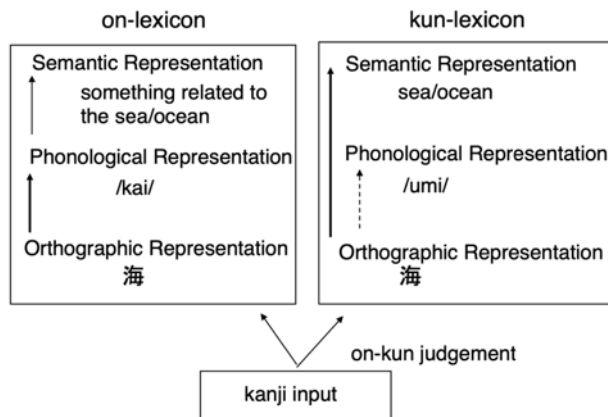 on-lexicon
Semantic Representation
something related to
the sea/ocean
Phonological Representation
/kai/
Orthographic Representation
海
kun-lexicon
Semantic Representation
sea/ocean
Phonological Representation
/umi/
Orthographic Representation
海
on-kun judgement
kanji input